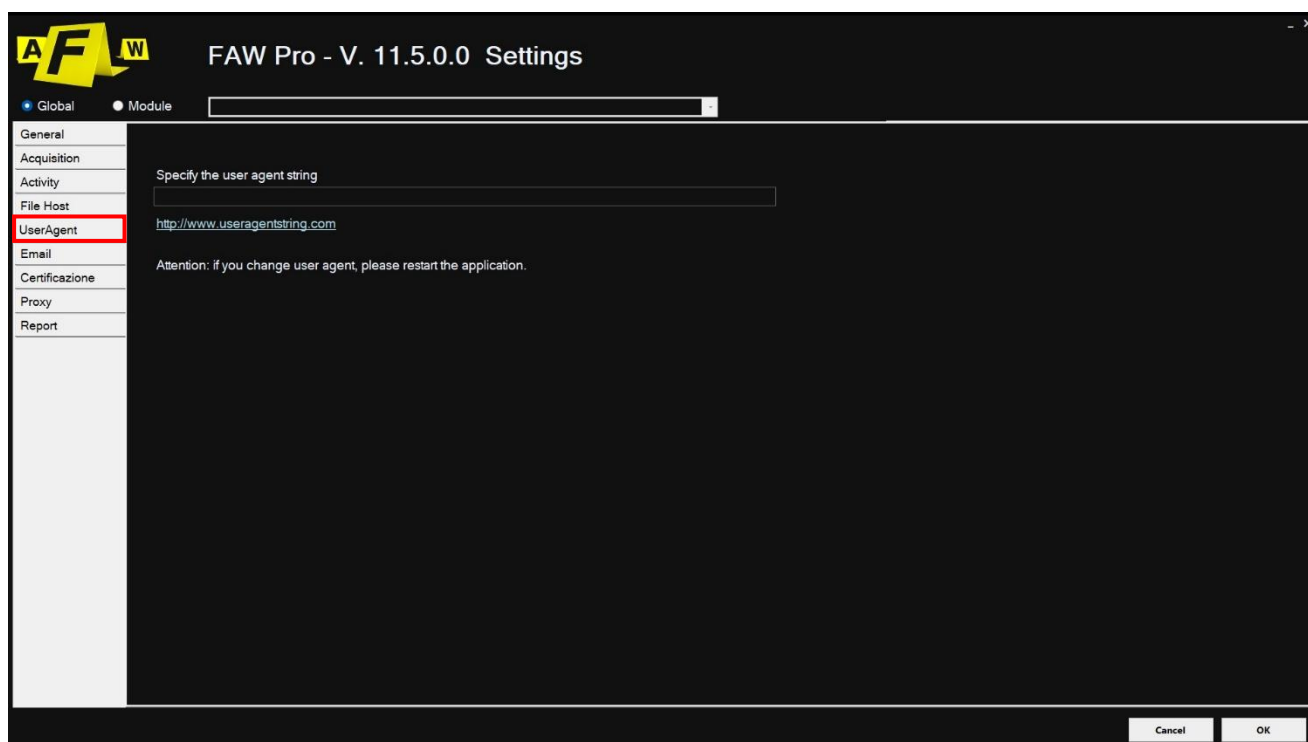 A F W
FAW Pro - V. 11.5.0.0 Settings
Global Module
General
Acquisition
Activity
File Host
UserAgent
Email
Certificazione
Proxy
Report
Specify the user agent string
http://www.useragentstring.com
Attention: if you change user agent, please restart the application.
Cancel OK